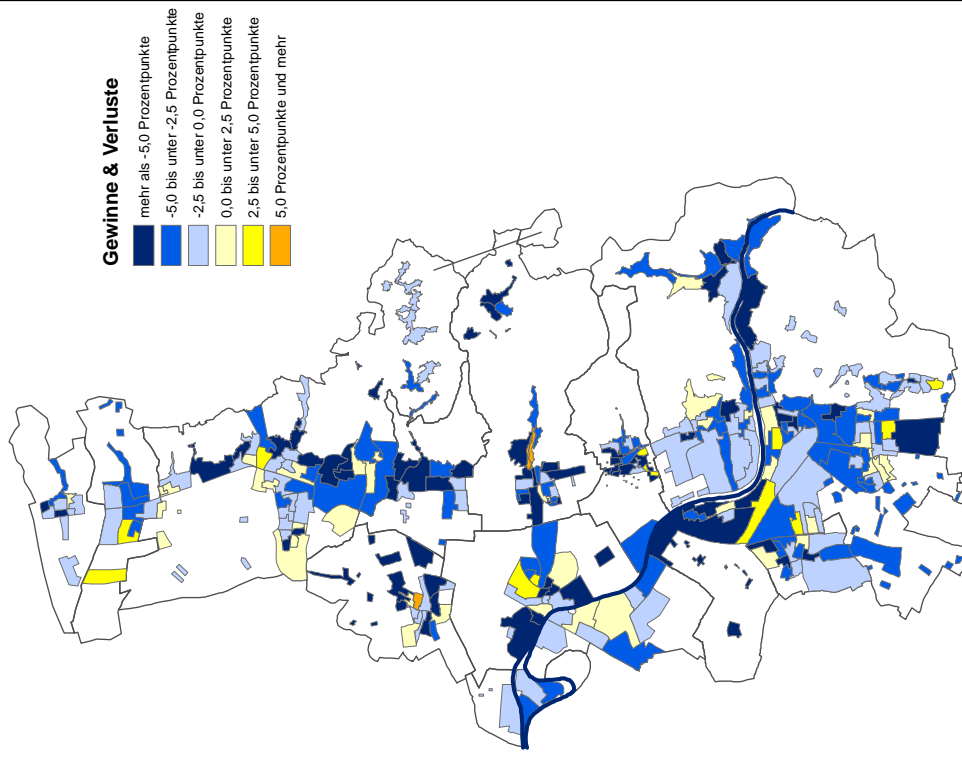 Gewinne & Verluste
mehr als -5,0 Prozentpunkte
-5,0 bis unter -2,5 Prozentpunkte
-2,5 bis unter 0,0 Prozentpunkte
0,0 bis unter 2,5 Prozentpunkte
2,5 bis unter 5,0 Prozentpunkte
5,0 Prozentpunkte und mehr